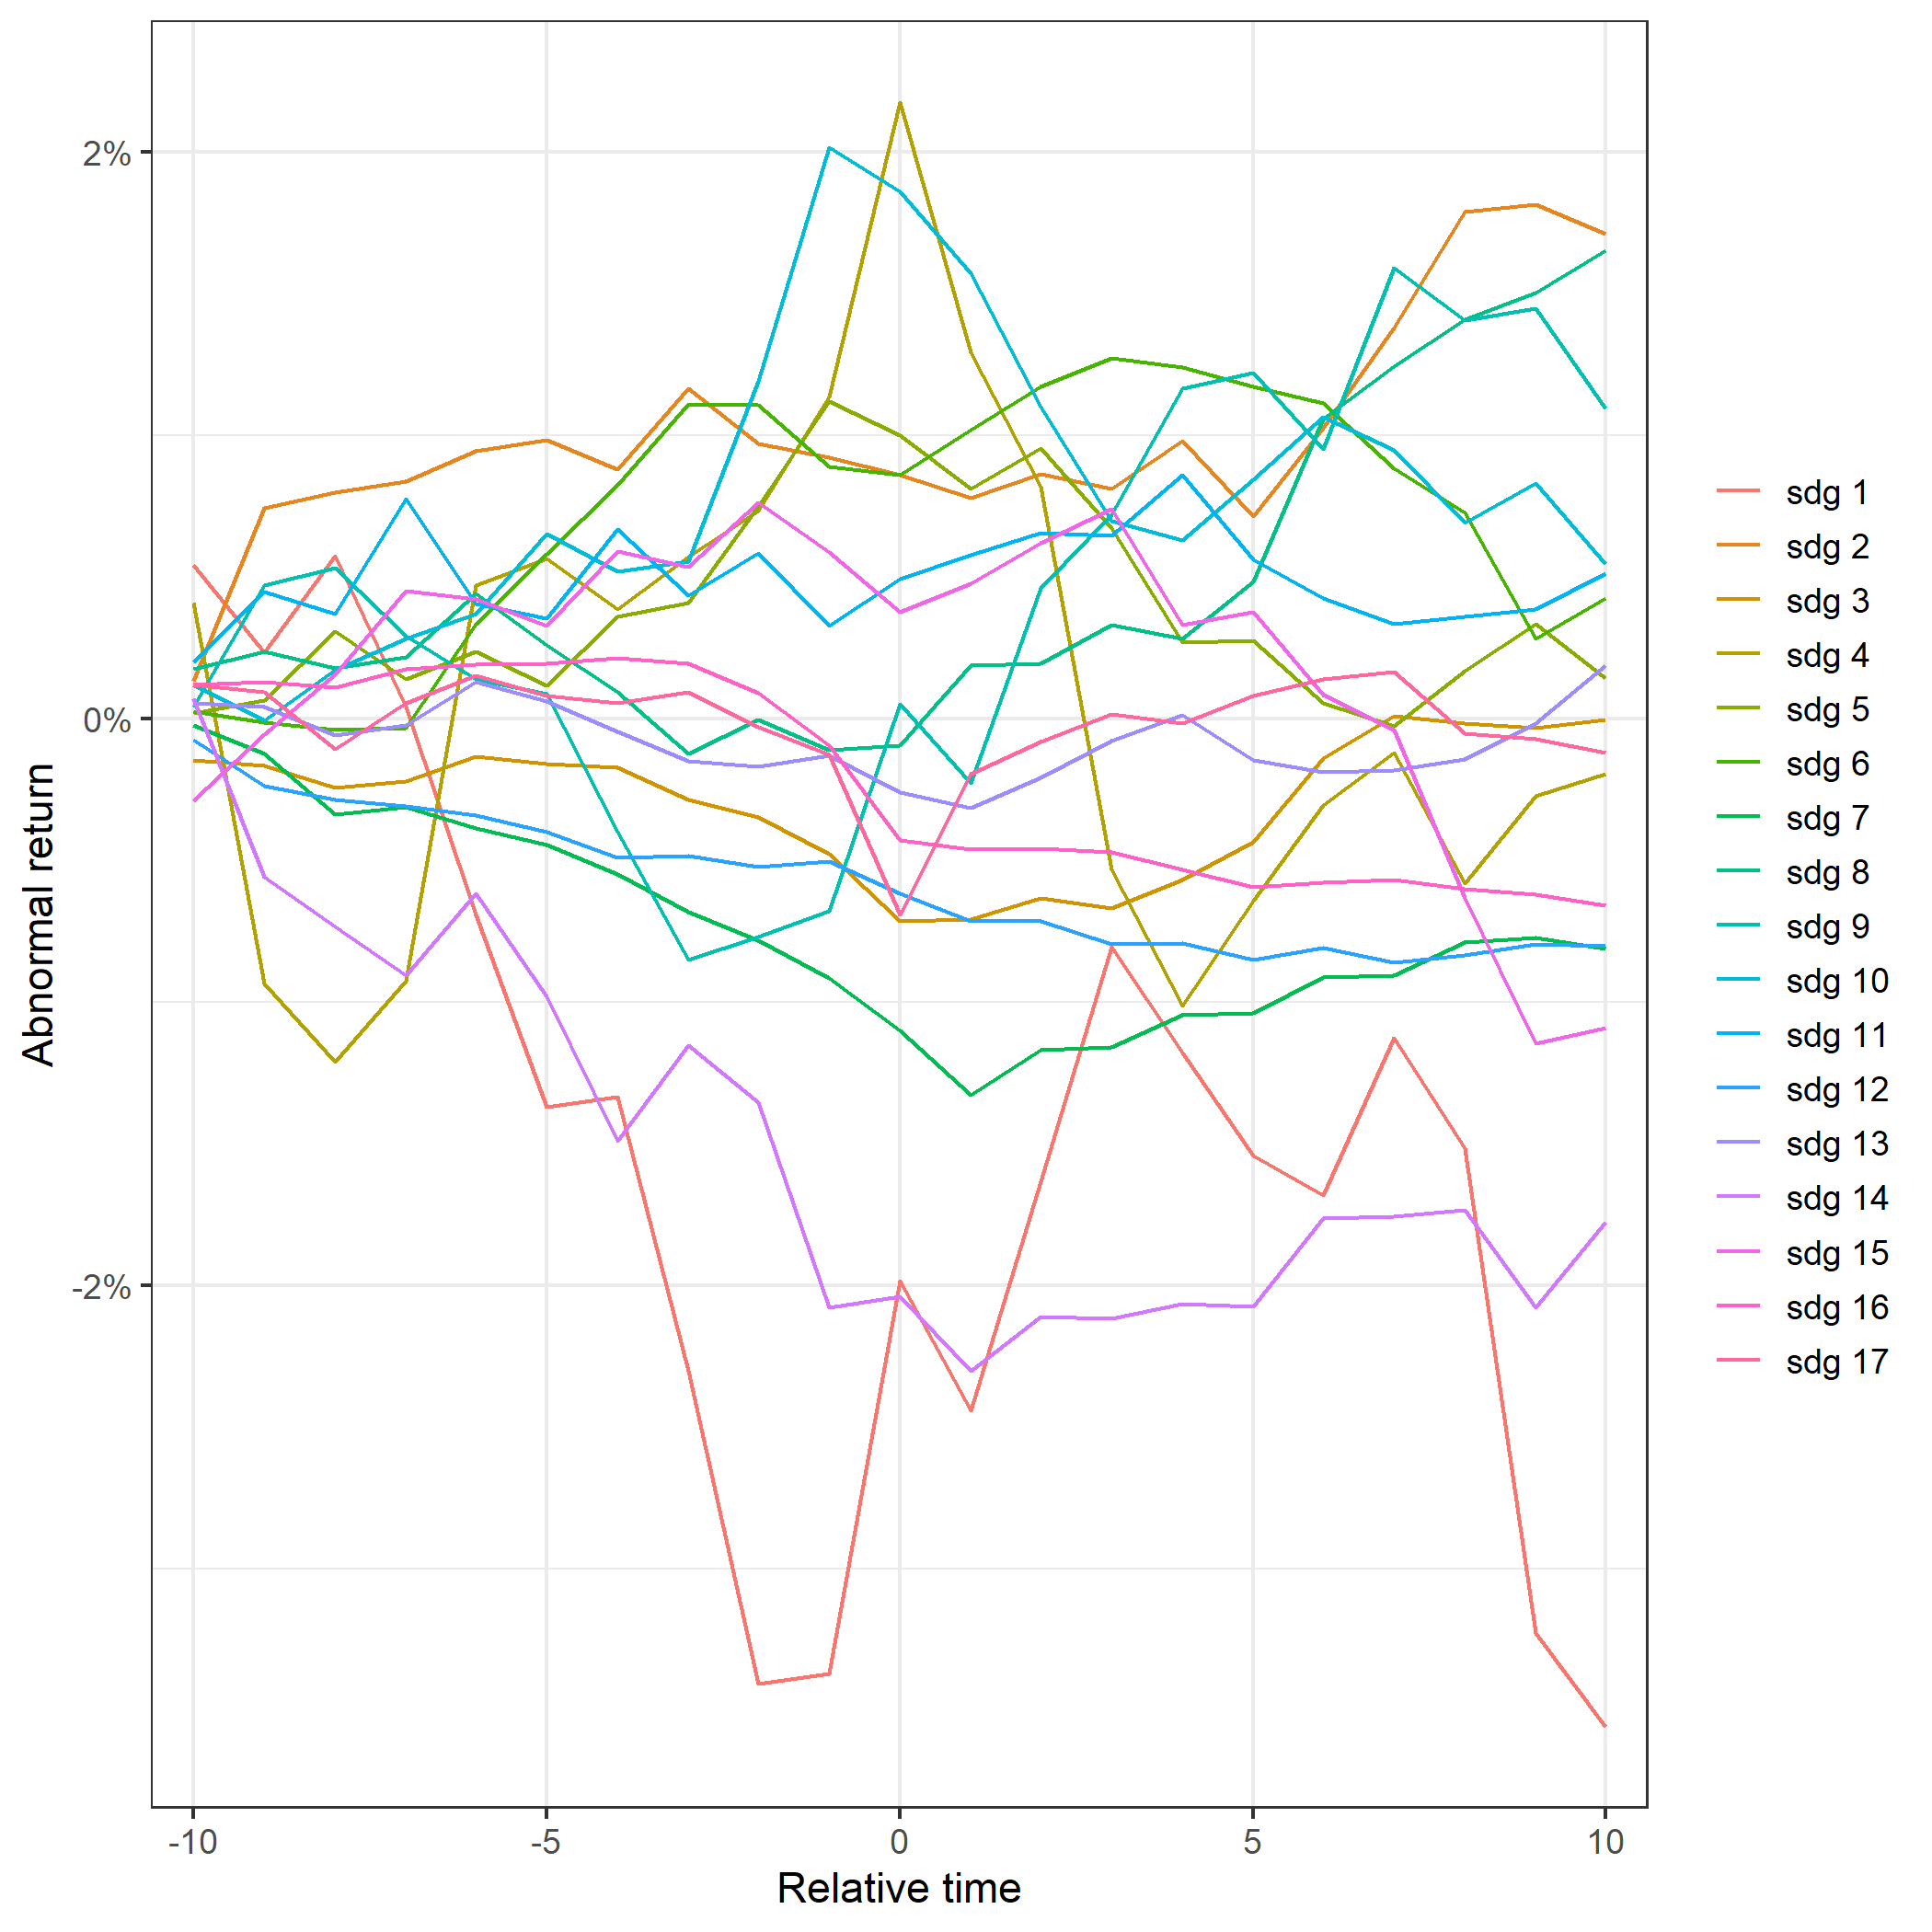 2%
0%
-2%
Abnormal return
-10
-5
0
5
10
Relative time
sdg 1
sdg 2
sdg 3
sdg 4
sdg 5
sdg 6
sdg 7
sdg 8
sdg 9
sdg 10
sdg 11
sdg 12
sdg 13
sdg 14
sdg 15
sdg 16
sdg 17